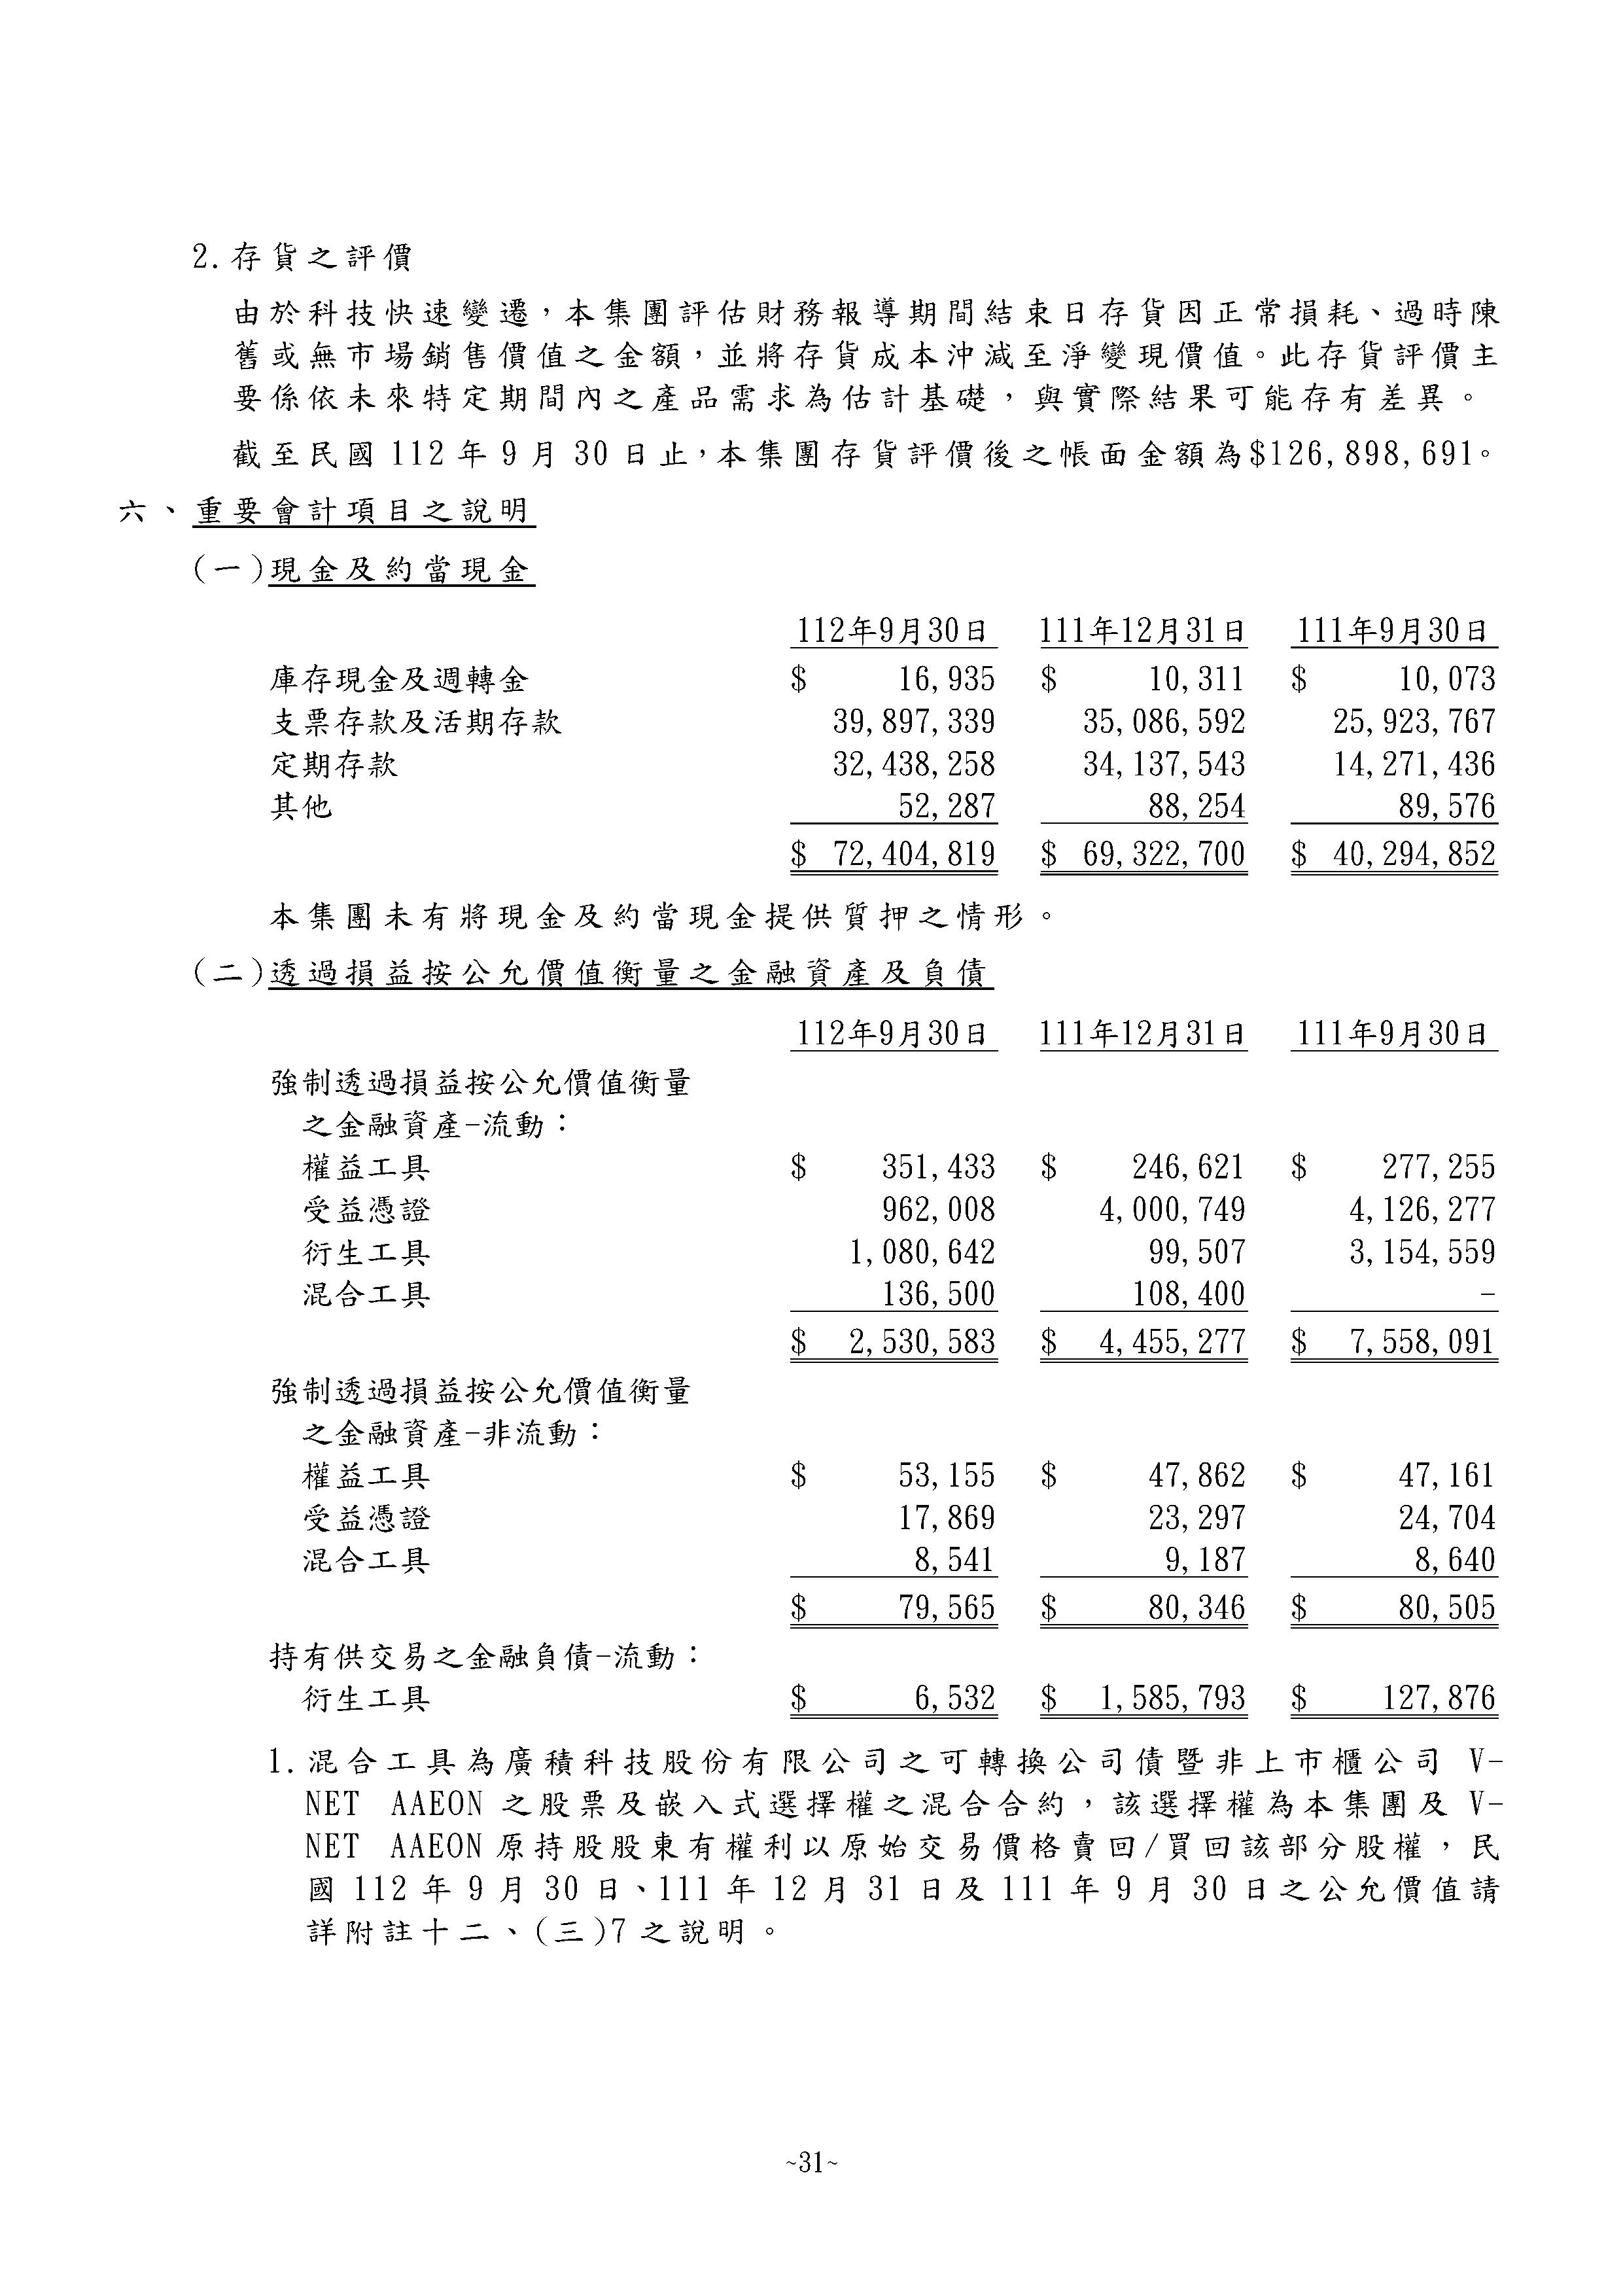 2.存貨之評價
由於科技快速變遷，本集團評估財務報導期間結束日存貨因正常損耗、過時陳
舊或無市場銷售價值之金額，並將存貨成本沖減至淨變現價值。此存貨評價主
要係依未來特定期間內之產品需求為估計基礎，與實際結果可能存有差異。
截至民國 112 年 9 月 30 日止，本集團存貨評價後之帳面金額為$126,898,691。
六、重要會計項目之說明
(一)現金及約當現金
112年9月30日 111年12月31日 111年9月30日
庫存現金及週轉金 $ 16,935 $ 10,311 $ 10,073
支票存款及活期存款 39,897,339 35,086,592 25,923,767
定期存款 32,438,258 34,137,543 14,271,436
其他 52,287 88,254 89,576
$ 72,404,819 $ 69,322,700 $ 40,294,852
本集團未有將現金及約當現金提供質押之情形。
(二)透過損益按公允價值衡量之金融資產及負債
112年9月30日 111年12月31日 111年9月30日
強制透過損益按公允價值衡量
之金融資產-流動：
權益工具 $ 351,433 $ 246,621 $ 277,255
受益憑證 962,008 4,000,749 4,126,277
衍生工具 1,080,642 99,507 3,154,559
混合工具 136,500 108,400 -
$ 2,530,583 $ 4,455,277 $ 7,558,091
強制透過損益按公允價值衡量
之金融資產-非流動：
權益工具 $ 53,155 $ 47,862 $ 47,161
受益憑證 17,869 23,297 24,704
混合工具 8,541 9,187 8,640
$ 79,565 $ 80,346 $ 80,505
持有供交易之金融負債-流動：
衍生工具 $ 6,532 $ 1,585,793 $ 127,876
1.混合工具為廣積科技股份有限公司之可轉換公司債暨非上市櫃公司 V-
NET AAEON 之股票及嵌入式選擇權之混合合約，該選擇權為本集團及 V-
NET AAEON 原持股股東有權利以原始交易價格賣回/買回該部分股權，民
國 112 年 9 月 30 日、111 年 12 月 31 日及 111 年 9 月 30 日之公允價值請
詳附註十二、(三)7 之說明。
~31~